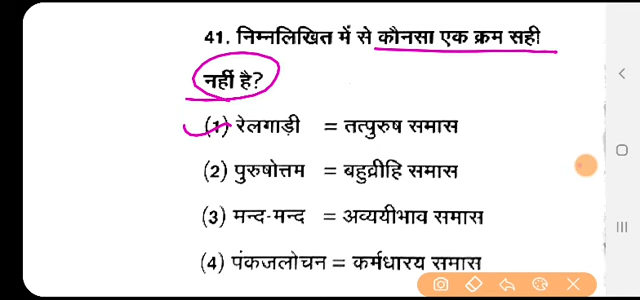 41. निम्नलिखित में से कौनसा एक क्रम सही
नहीं है?
(1) रेलगाड़ी = तत्पुरुष समास
(2) पुरुषोत्तम = बहुव्रीहि समास
(3) मन्द-मन्द = अव्ययीभाव समास
(4) पंकजलोचन = कर्मधारय समास